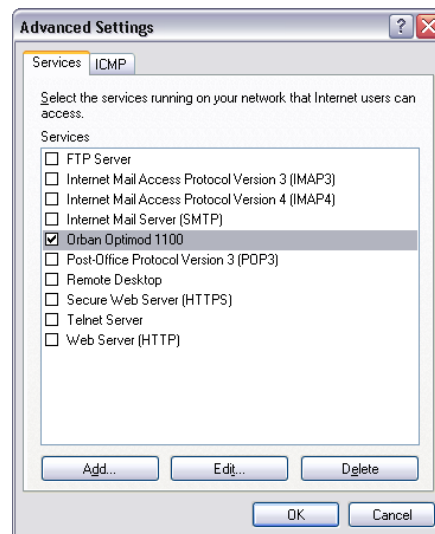 Advanced Settings
Services
ICMP
Select the services running on your network that Internet users can
access.
Services
FTP Server
Internet Mail Access Protocol Version 3 (IMAP3)
Internet Mail Access Protocol Version 4 (IMAP4)
Internet Mail Server (SMTP)
Orban Optimod 1100
Post-Office Protocol Version 3 (POP3)
Remote Desktop
Secure Web Server (HTTPS)
Telnet Server
Web Server (HTTP)
Add...
Edit...
Delete
OK
Cancel